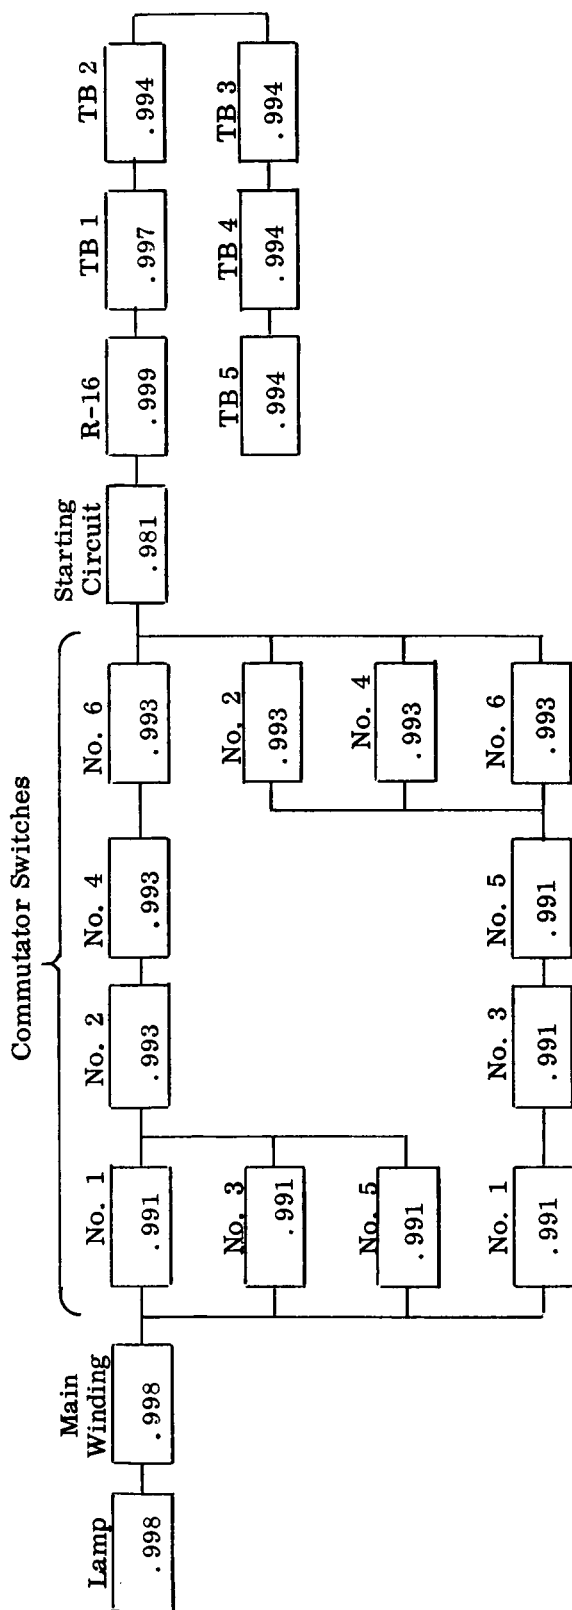 Commutator Switches
Lamp
.998
Main
Winding
.998
No. 1
.991
No. 2
.993
No. 4
.993
No. 6
.993
Starting
Circuit
.981
R-16
.999
TB 1
.997
TB 2
.994
No. 3
.991
No. 2
.993
TB 5
.994
TB 4
.994
TB 3
.994
No. 5
.991
No. 4
.993
No. 1
.991
No. 3
.991
No. 5
.991
No. 6
.993